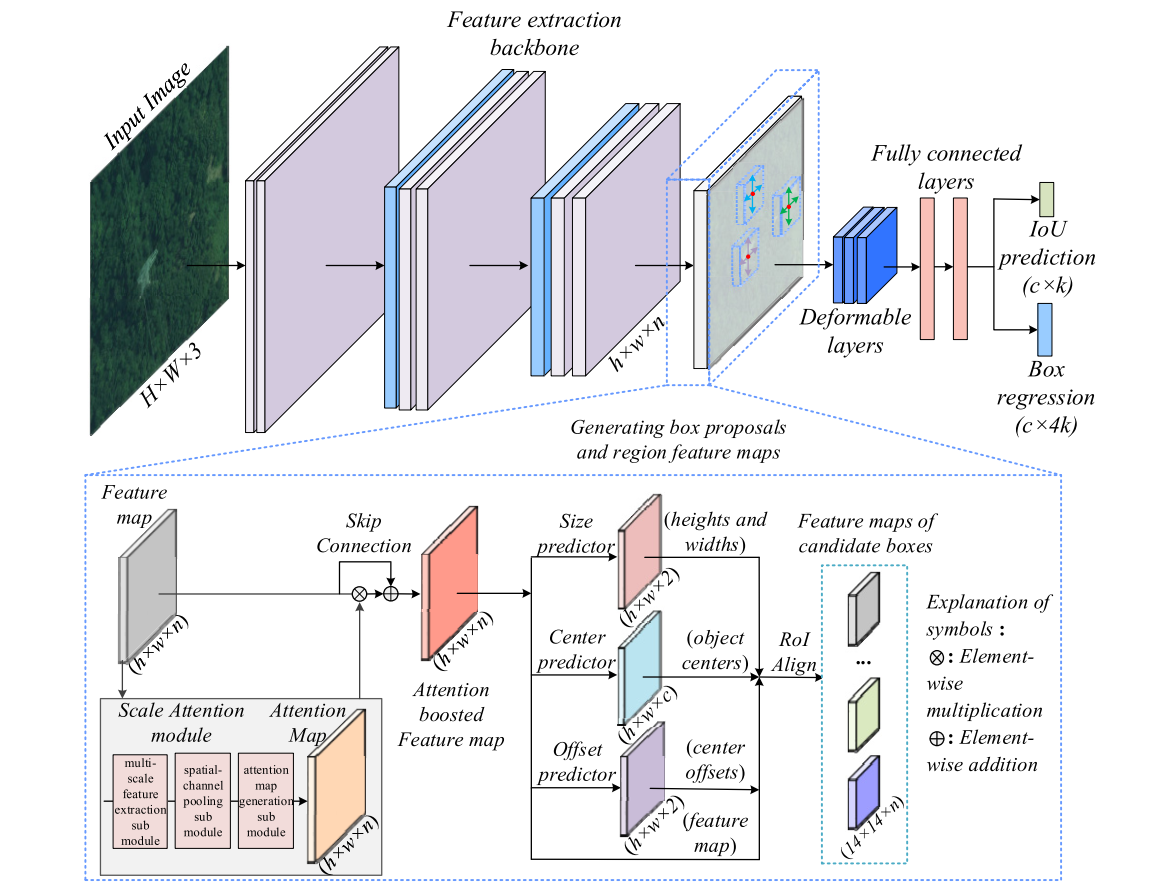 Feature extraction
backbone
Input Image
H×W×3
h×w×n
Fully connected
layers
IoU
prediction
(c×k)
Deformable
layers
Box
regression
(c×4k)
Generating box proposals
and region feature maps
Feature
map
(h×w×n)
Skip
Connection
(h×w×n)
Attention
boosted
Feature map
Scale Attention
module
Attention
Map
multi-
scale
feature
extraction
sub
module
spatial-
channel
pooling
sub
module
attention
map
generation
sub
module
(h×w×n)
Size
predictor
(h×w×2)
(heights and
widths)
Center
predictor
(h×w×c)
(object
centers)
Offset
predictor
(h×w×2)
(center
offsets)
(feature
map)
RoI
Align
Feature maps of
candidate boxes
...
(14×14×n)
Explanation of
symbols :
⊗: Element-
wise
multiplication
⊕: Element-
wise addition